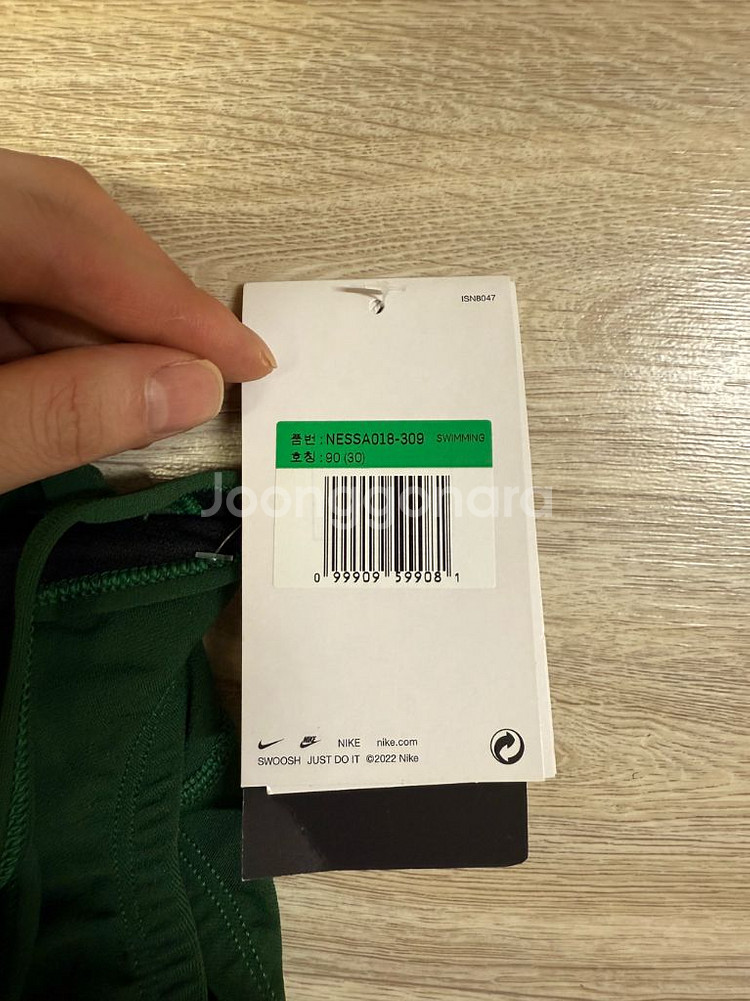 ISN8047
품번 : NESSA018-309 SWIMMING
호칭 : 90 (30)
Joonggonara
0 99909 59908 1
NIKE NIKE nike.com
SWOOSH JUST DO IT ©2022 Nike